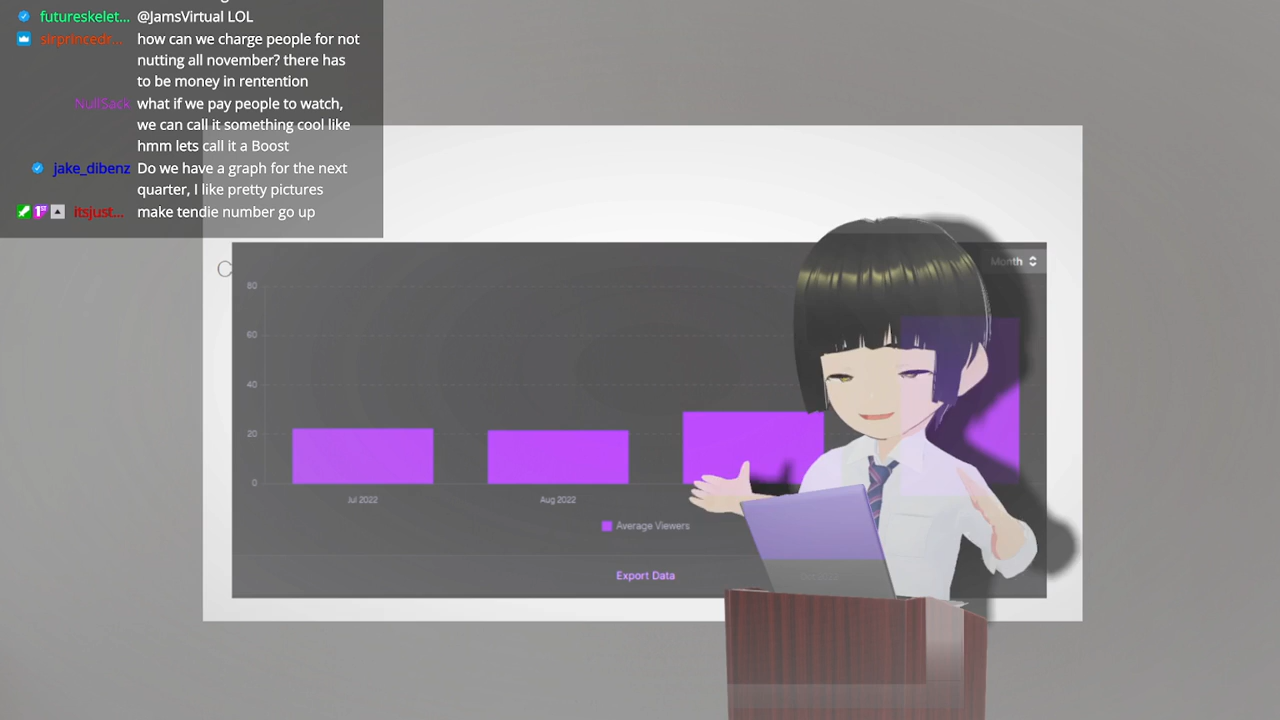 futureskelet... @JamsVirtual LOL
sirprincedr... how can we charge people for not
nutting all november? there has
to be money in rentention
NullSack what if we pay people to watch,
we can call it something cool like
hmm lets call it a Boost
jake_dibenz Do we have a graph for the next
quarter, I like pretty pictures
1ST itsjust... make tendie number go up
Month
80
60
40
20
0
Jul 2022 Aug 2022
Average Viewers
Export Data